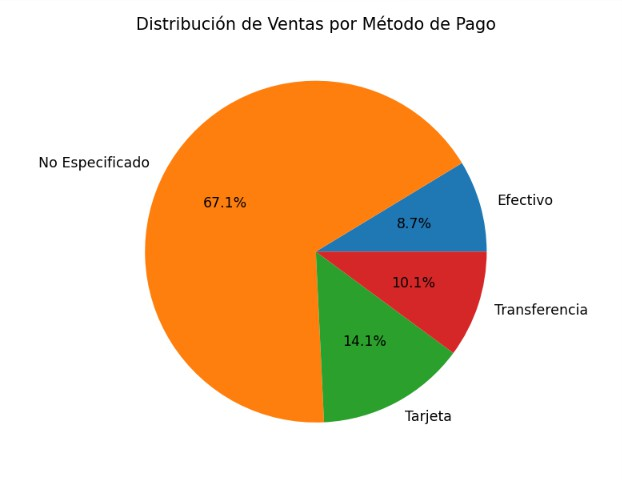 Distribución de Ventas por Método de Pago
No Especificado
67.1%
Efectivo
8.7%
10.1%
Transferencia
14.1%
Tarjeta